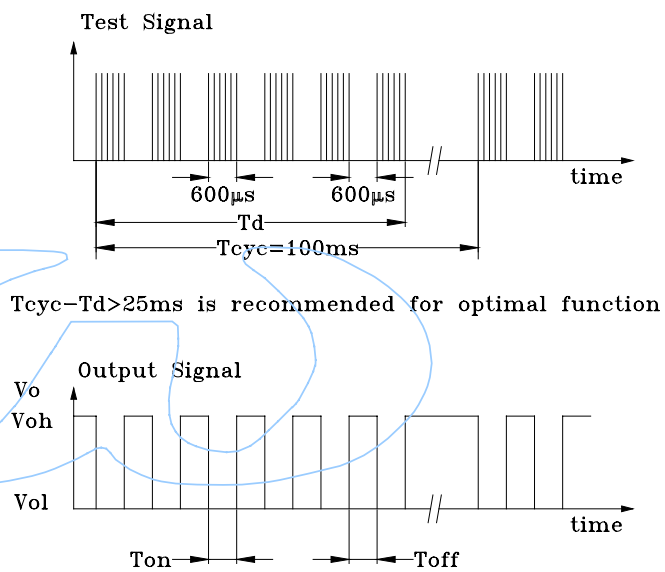 Test Signal
time
600μs 600μs
Td
Tcyc=100ms
Tcyc-Td>25ms is recommended for optimal function
Output Signal
Vo
Voh
Vol
time
Ton Toff